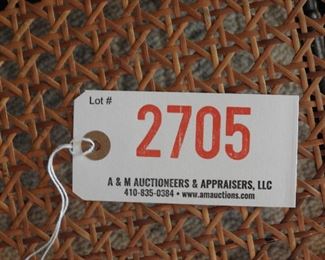 Lot #
2705
A & M AUCTIONEERS & APPRAISERS, LLC
410-835-0384 • www.amauctions.com